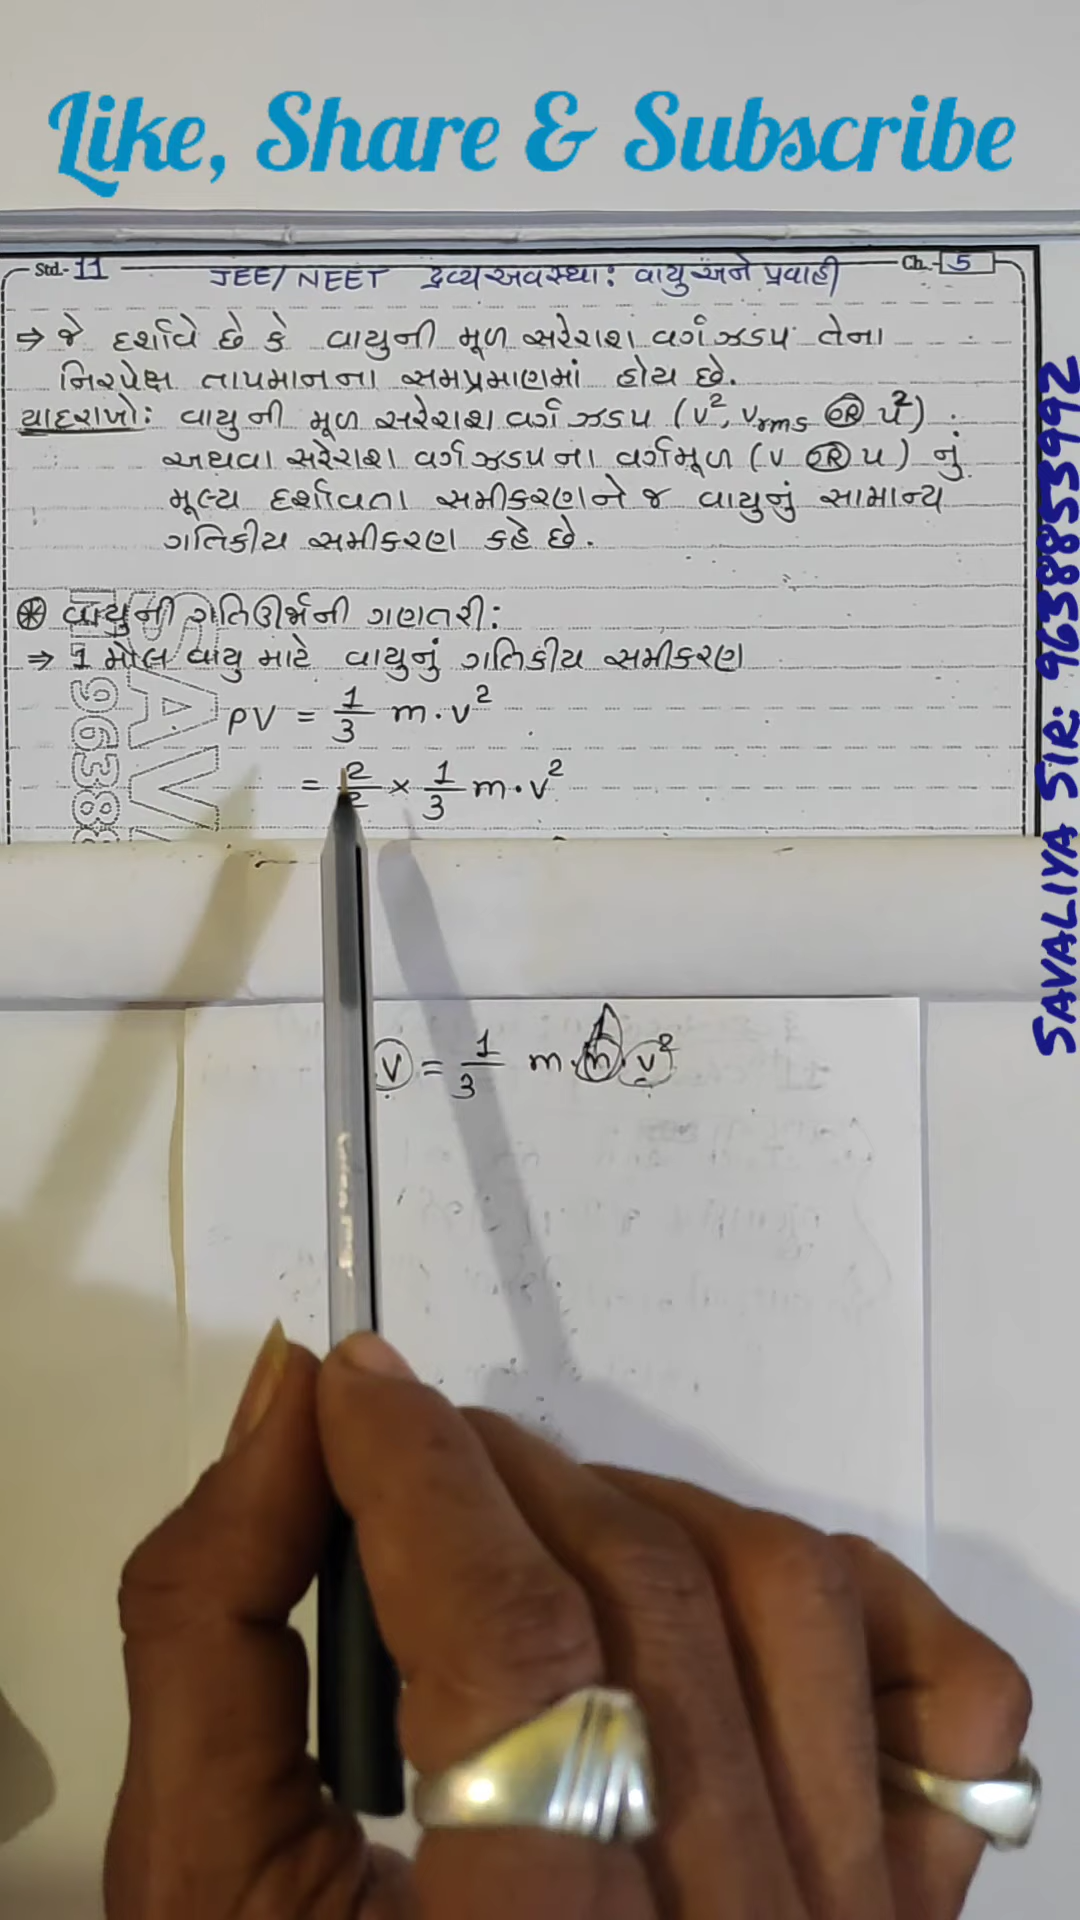 Like, Share & Subscribe
Std.- 11 JEE/NEET દ્રવ્યઅવસ્થા: વાયુ અને પ્રવાહી Ch.- 5
⇒ જે દર્શાવે છે કે વાયુની મૂળ સરેરાશ વર્ગ ઝડપ તેના
નિરપેક્ષ તાપમાનના સમપ્રમાણમાં હોય છે.
યાદરાખો: વાયુની મૂળ સરેરાશ વર્ગ ઝડપ (v², vrms OR u²)
અથવા સરેરાશ વર્ગ ઝડપના વર્ગમૂળ (v OR u) નું
મૂલ્ય દર્શાવતા સમીકરણને જ વાયુનું સામાન્ય
ગતિકીય સમીકરણ કહે છે.
* વાયુની ગતિઊર્જાની ગણતરી:
⇒ 1 મોલ વાયુ માટે વાયુનું ગતિકીય સમીકરણ
PV = 1/3 m·v²
= 2/2 × 1/3 m·v²
V = 1/3 m·n·v²
1
SAVALIYA SIR: 9638853992